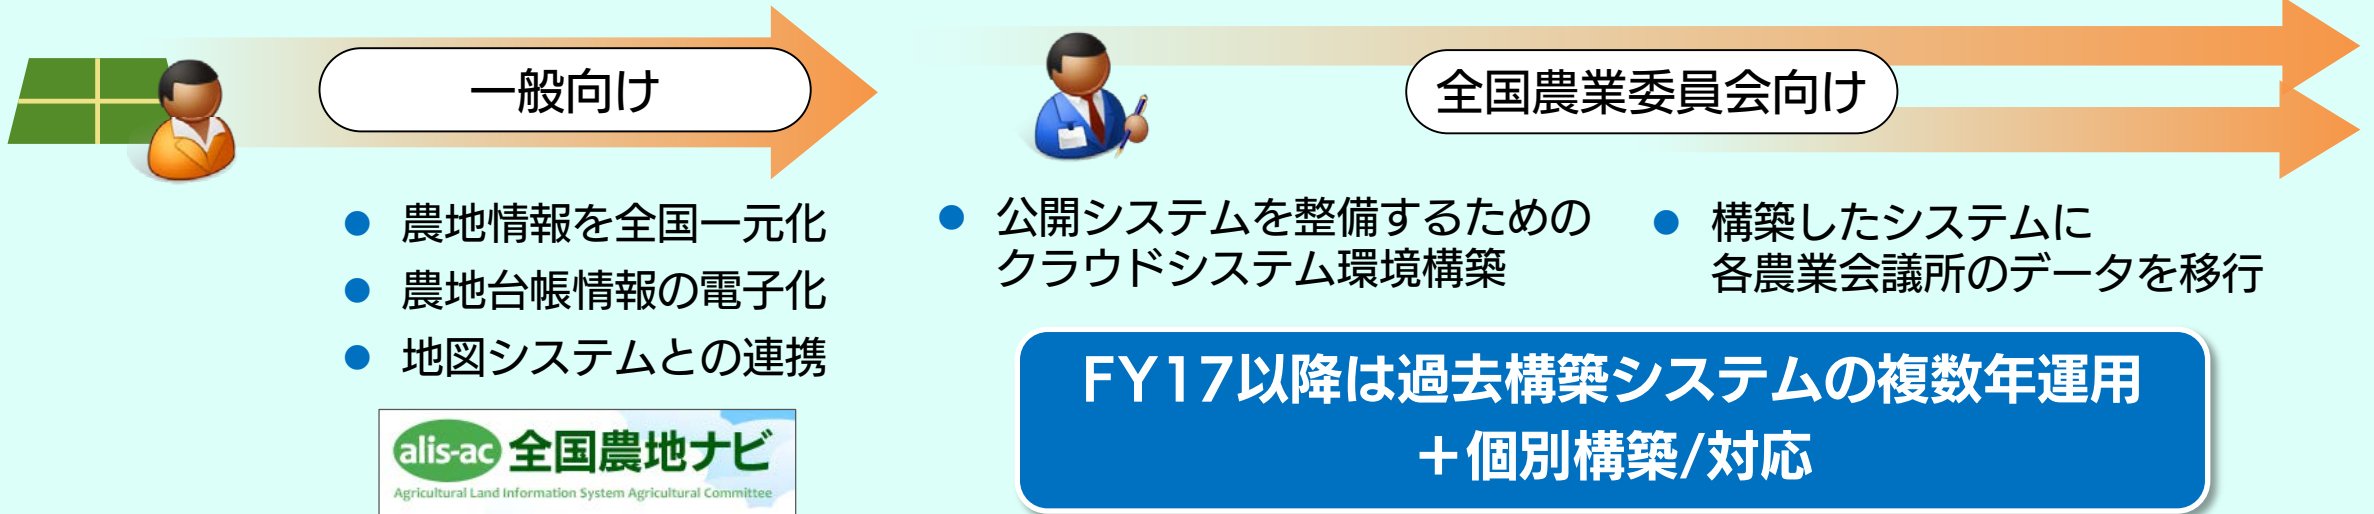 一般向け
農地情報を全国一元化
農地台帳情報の電子化
地図システムとの連携
alis-ac 全国農地ナビ
Agricultural Land Information System Agricultural Committee
全国農業委員会向け
公開システムを整備するための
クラウドシステム環境構築
構築したシステムに
各農業会議所のデータを移行
FY17以降は過去構築システムの複数年運用
＋個別構築/対応